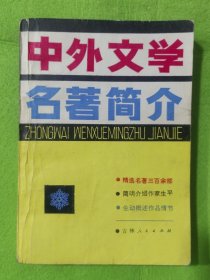 中外文学
名著简介
ZHONGWAI WENXUEMINGZHU JIANJIE
● 精选名著三百余部
● 简明介绍作家生平
● 生动概述作品情节
● 吉林人民出版社